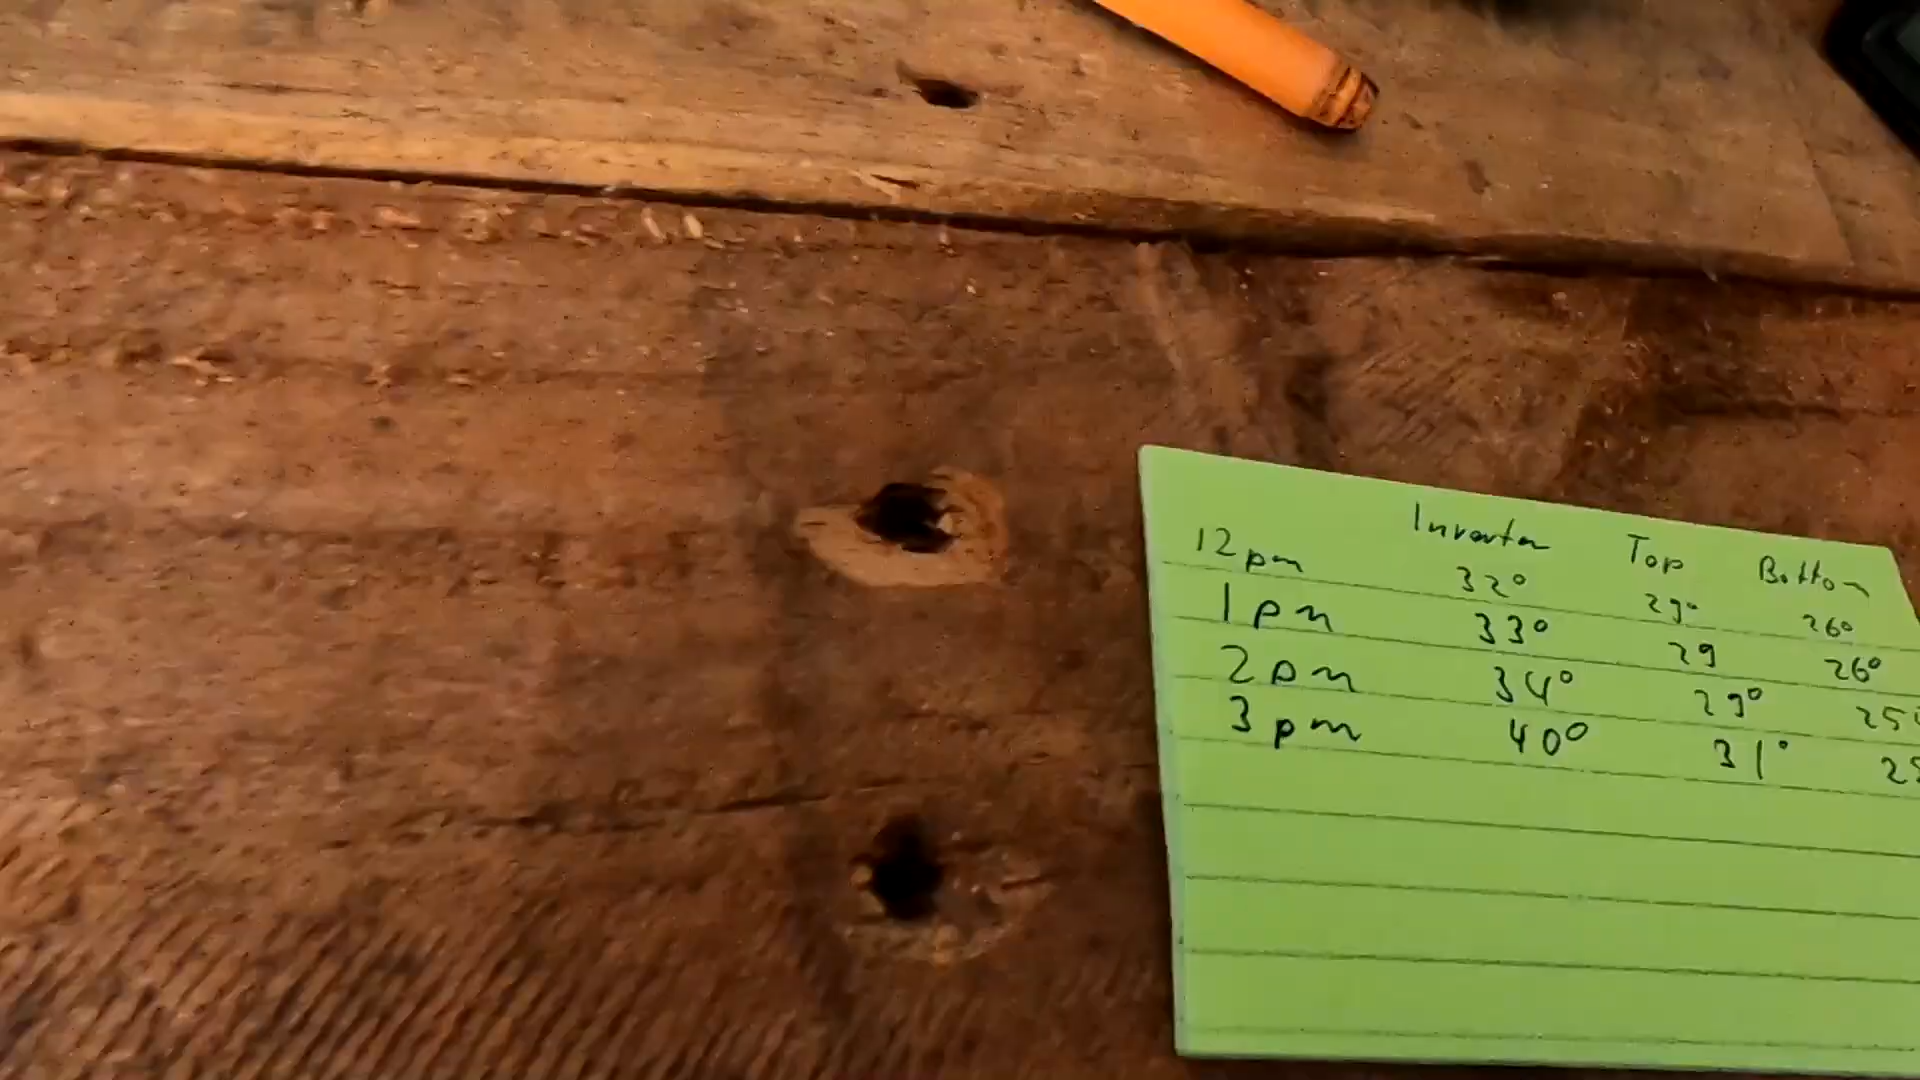 Inverter Top Bottom
12pm 32° 29° 26°
1pm 33° 29 26°
2pm 34° 29° 25°
3pm 40° 31°